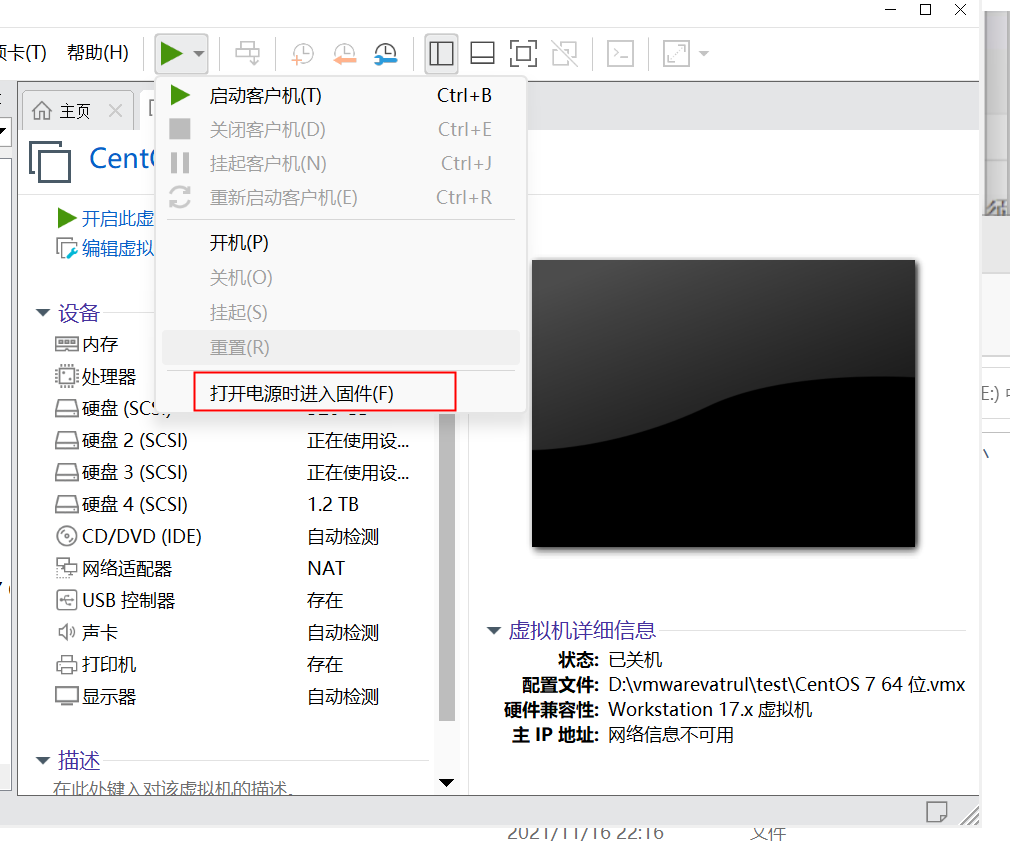 卡(T) 帮助(H)
主页
启动客户机(T) Ctrl+B
关闭客户机(D) Ctrl+E
挂起客户机(N) Ctrl+J
重新启动客户机(E) Ctrl+R
开机(P)
关机(O)
挂起(S)
重置(R)
打开电源时进入固件(F)
Cent
开启此虚
编辑虚拟
设备
内存
处理器
硬盘 (SCSI)
硬盘 2 (SCSI) 正在使用设...
硬盘 3 (SCSI) 正在使用设...
硬盘 4 (SCSI) 1.2 TB
CD/DVD (IDE) 自动检测
网络适配器 NAT
USB 控制器 存在
声卡 自动检测
打印机 存在
显示器 自动检测
描述
在此处键入对该虚拟机的描述。
虚拟机详细信息
状态: 已关机
配置文件: D:\vmwarevatrul\test\CentOS 7 64 位.vmx
硬件兼容性: Workstation 17.x 虚拟机
主 IP 地址: 网络信息不可用
E:)
2021/11/16 22:16 文件